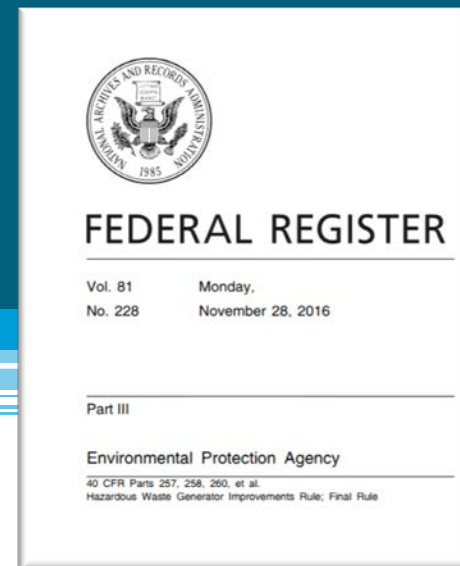 NATIONAL ARCHIVES AND RECORDS ADMINISTRATION
1985
FEDERAL REGISTER
Vol. 81 Monday,
No. 228 November 28, 2016
Part III
Environmental Protection Agency
40 CFR Parts 257, 258, 260, et al.
Hazardous Waste Generator Improvements Rule; Final Rule